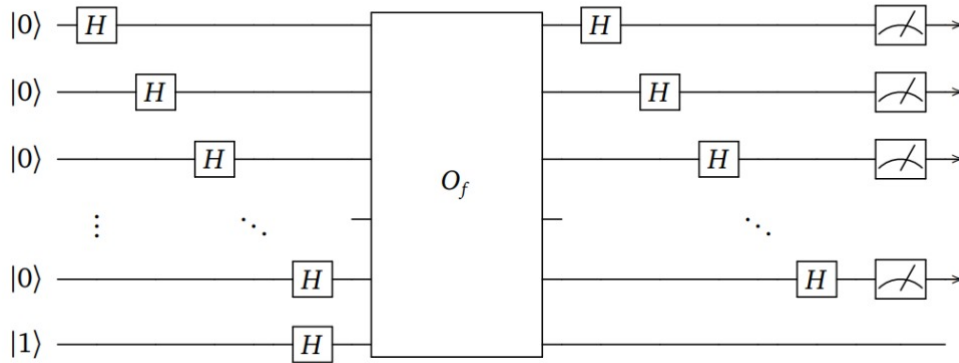 |0⟩ H H
|0⟩ H H
|0⟩ H H
O_f
⋮ ⋱ ⋱
|0⟩ H H
|1⟩ H